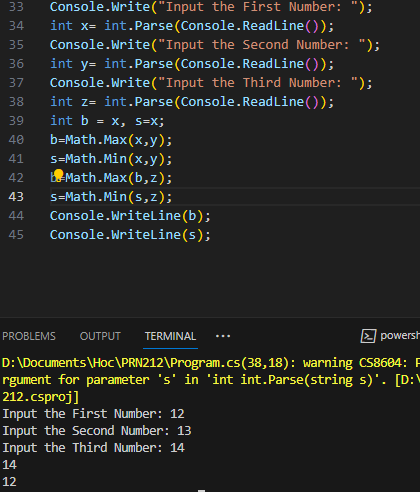 33 Console.Write("Input the First Number: ");
34 int x= int.Parse(Console.ReadLine());
35 Console.Write("Input the Second Number: ");
36 int y= int.Parse(Console.ReadLine());
37 Console.Write("Input the Third Number: ");
38 int z= int.Parse(Console.ReadLine());
39 int b = x, s=x;
40 b=Math.Max(x,y);
41 s=Math.Min(x,y);
42 b=Math.Max(b,z);
43 s=Math.Min(s,z);
44 Console.WriteLine(b);
45 Console.WriteLine(s);
PROBLEMS OUTPUT TERMINAL ··· powersh
D:\Documents\Hoc\PRN212\Program.cs(38,18): warning CS8604: P
rgument for parameter 's' in 'int int.Parse(string s)'. [D:\
212.csproj]
Input the First Number: 12
Input the Second Number: 13
Input the Third Number: 14
14
12